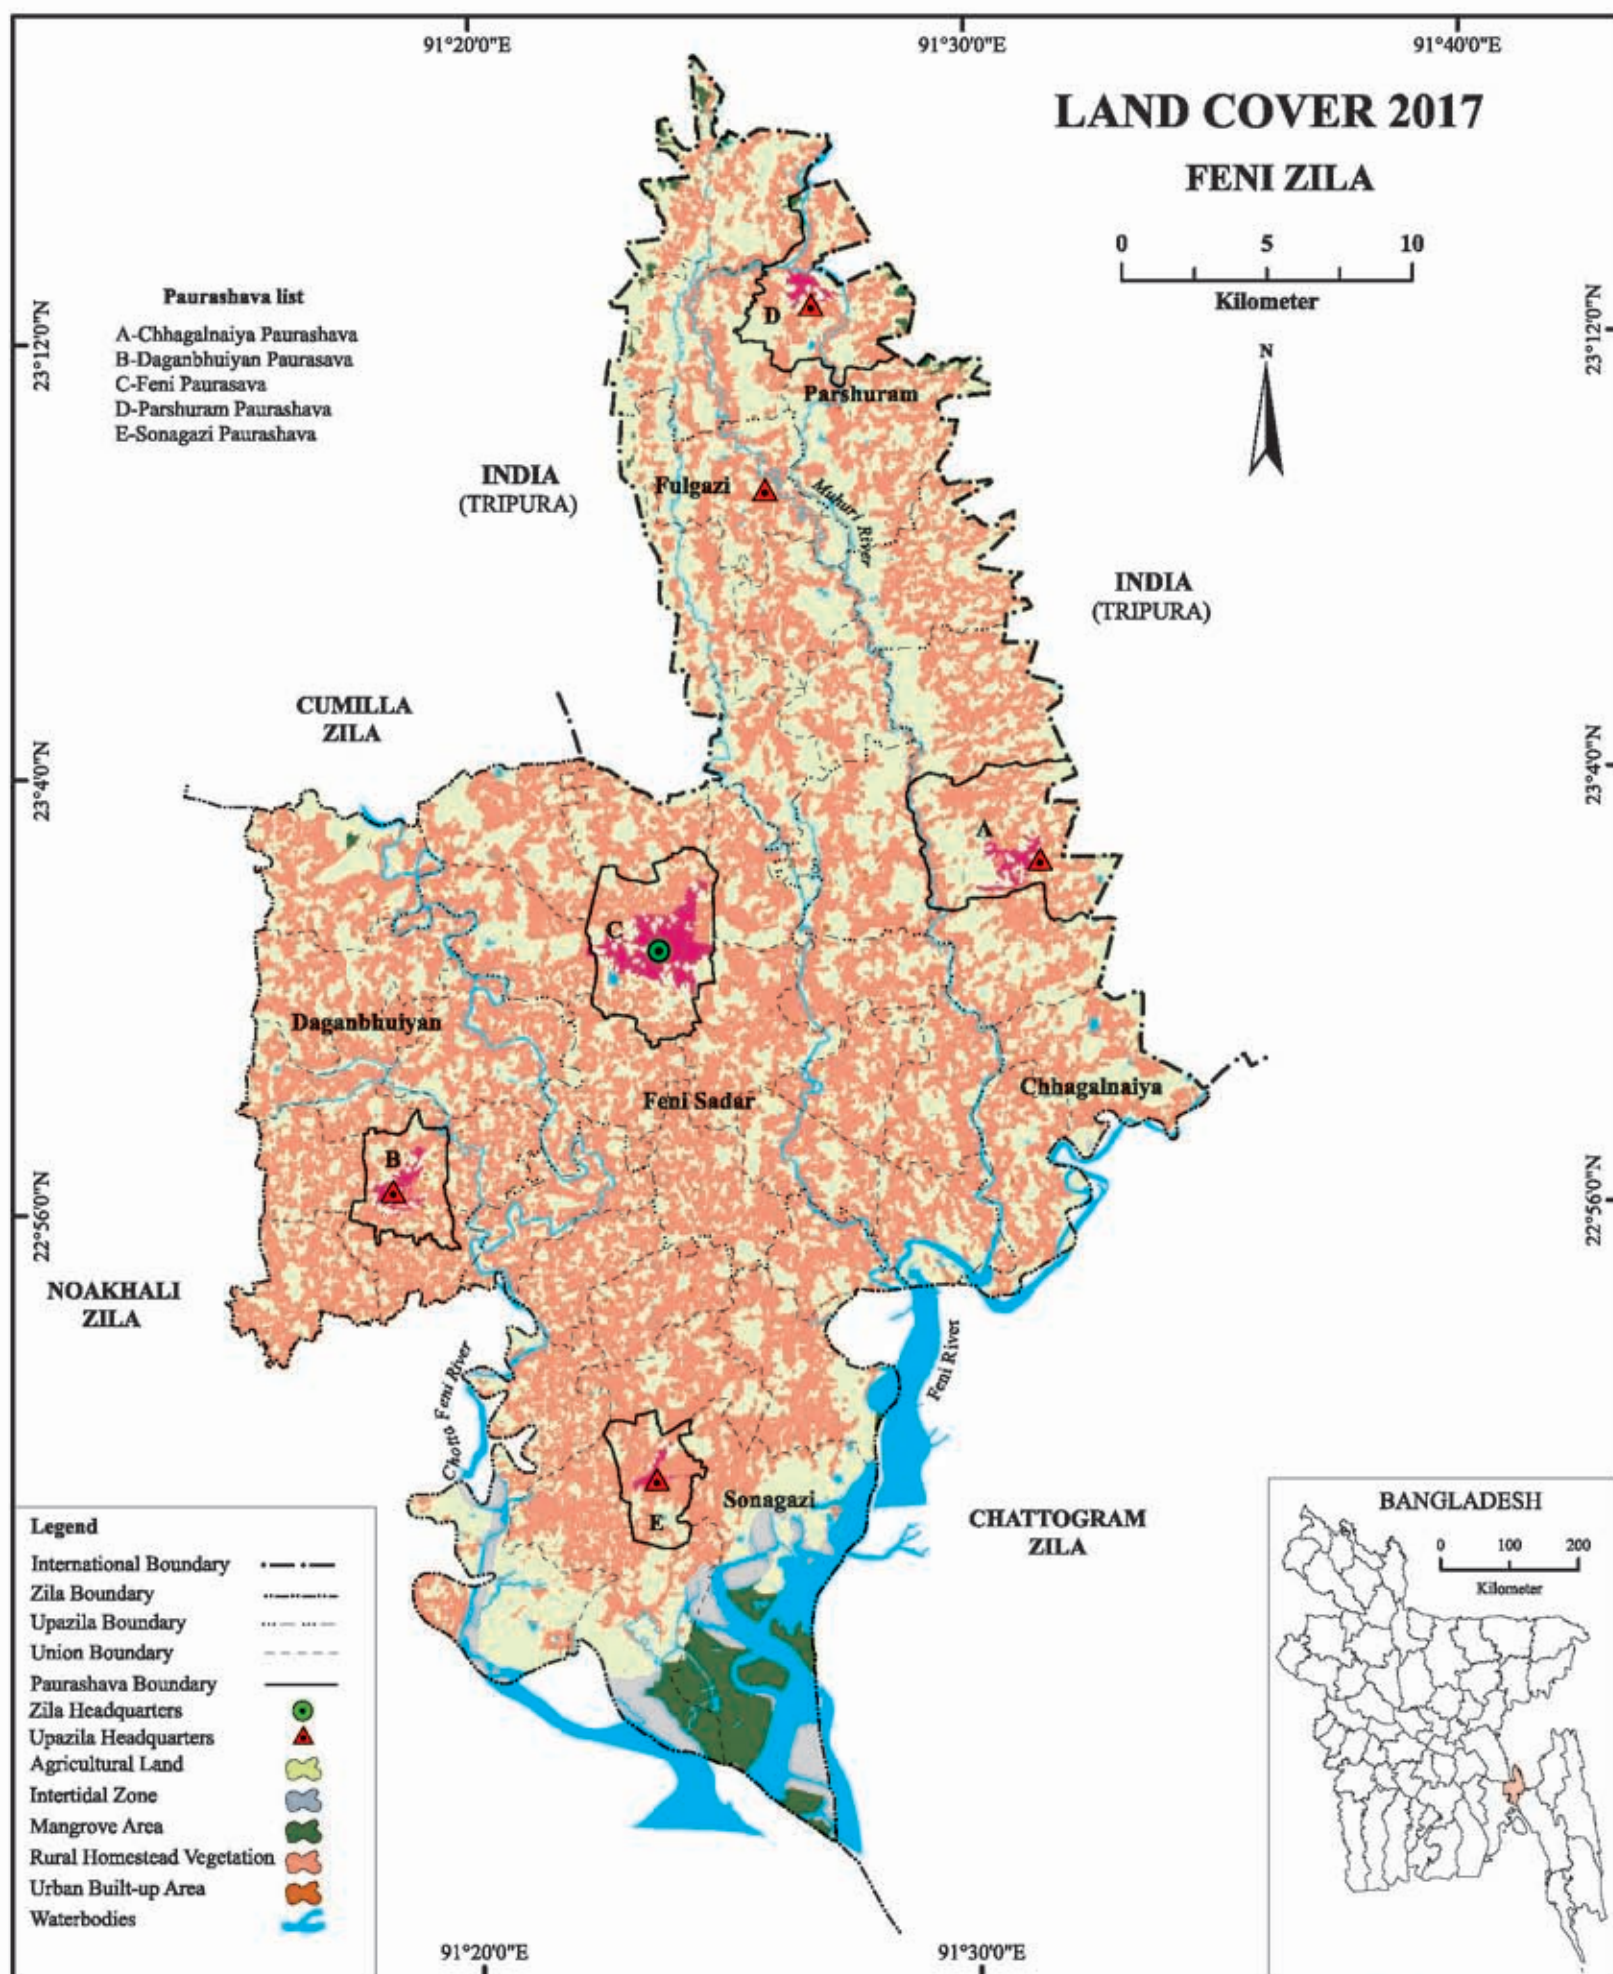 91°20'0"E
91°30'0"E
91°40'0"E
LAND COVER 2017
FENI ZILA
0 5 10
Kilometer
N
Paurashava list
A-Chhagalnaiya Paurashava
B-Daganbhuiyan Paurasava
C-Feni Paurasava
D-Parshuram Paurashava
E-Sonagazi Paurashava
23°12'0"N
23°12'0"N
D
Parshuram
INDIA
(TRIPURA)
Fulgazi
Muhuri River
INDIA
(TRIPURA)
CUMILLA
ZILA
23°4'0"N
23°4'0"N
A
C
Daganbhuiyan
Feni Sadar
Chhagalnaiya
B
22°56'0"N
22°56'0"N
NOAKHALI
ZILA
Chotto Feni River
Feni River
Sonagazi
E
CHATTOGRAM
ZILA
Legend
International Boundary
Zila Boundary
Upazila Boundary
Union Boundary
Paurashava Boundary
Zila Headquarters
Upazila Headquarters
Agricultural Land
Intertidal Zone
Mangrove Area
Rural Homestead Vegetation
Urban Built-up Area
Waterbodies
BANGLADESH
0 100 200
Kilometer
91°20'0"E
91°30'0"E